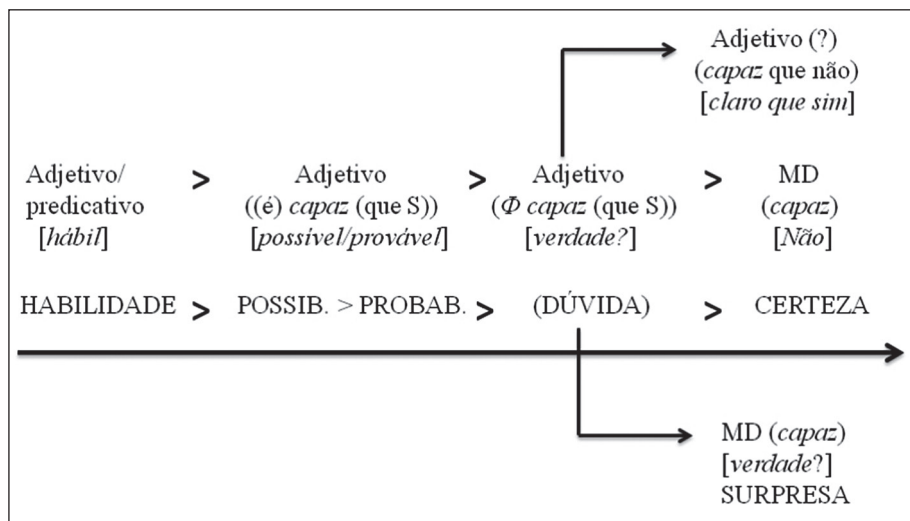 Adjetivo (?)
(capaz que não)
[claro que sim]
Adjetivo/ > Adjetivo > Adjetivo > MD
predicativo ((é) capaz (que S)) (Φ capaz (que S)) (capaz)
[hábil] [possível/provável] [verdade?] [Não]
HABILIDADE > POSSIB. > PROBAB. > (DÚVIDA) > CERTEZA
MD (capaz)
[verdade?]
SURPRESA